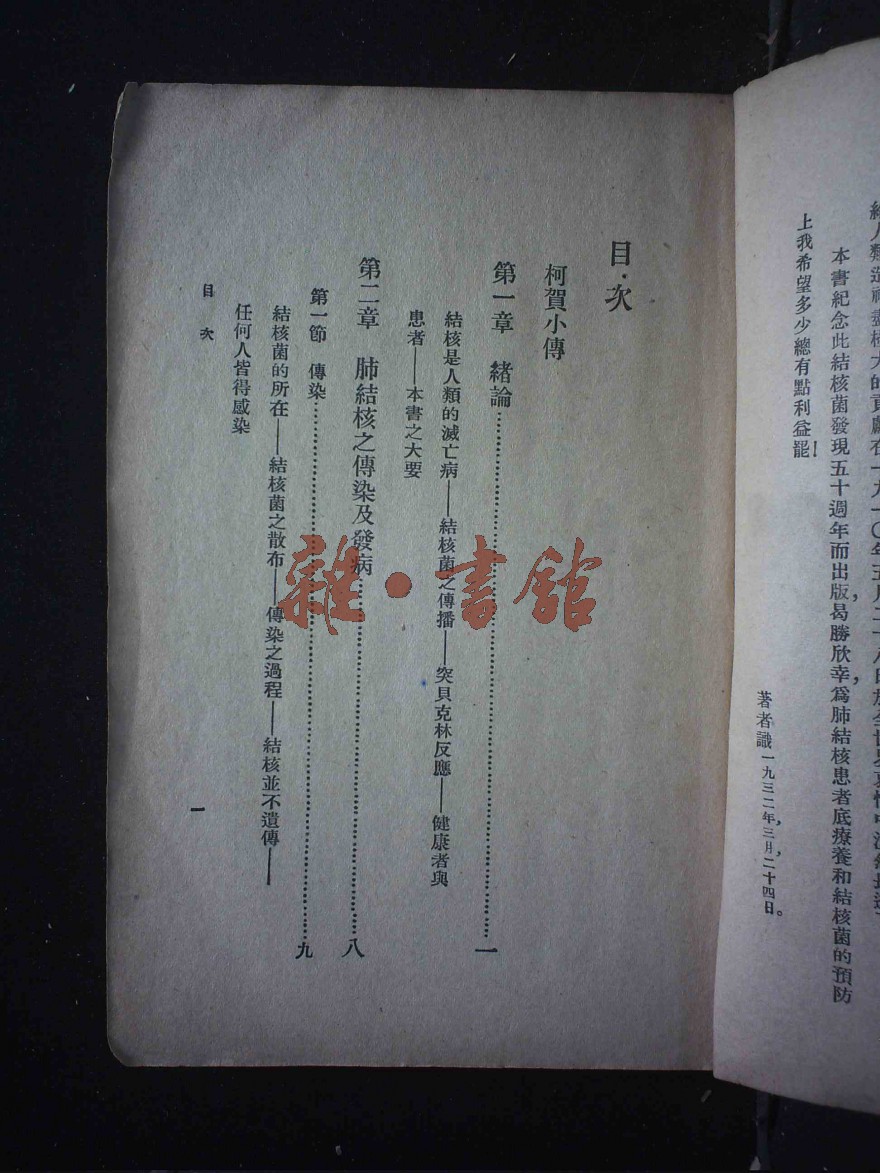 本書紀念此結核菌發現五十週年而出版,曷勝欣幸,爲肺結核患者底療養和結核菌的預防
上我希望多少總有點利益罷!
著者識一九三二年,三月,二十四日。
目·次
柯賀小傳
第一章 緒論……一
結核是人類的滅亡病——結核菌之傳播——突貝克林反應——健康者與
患者——本書之大要
第二章 肺結核之傳染及發病……八
第一節 傳染……九
結核菌的所在——結核菌之散布——傳染之過程——結核並不遺傳——
任何人皆得感染
目次
一
雜·書館